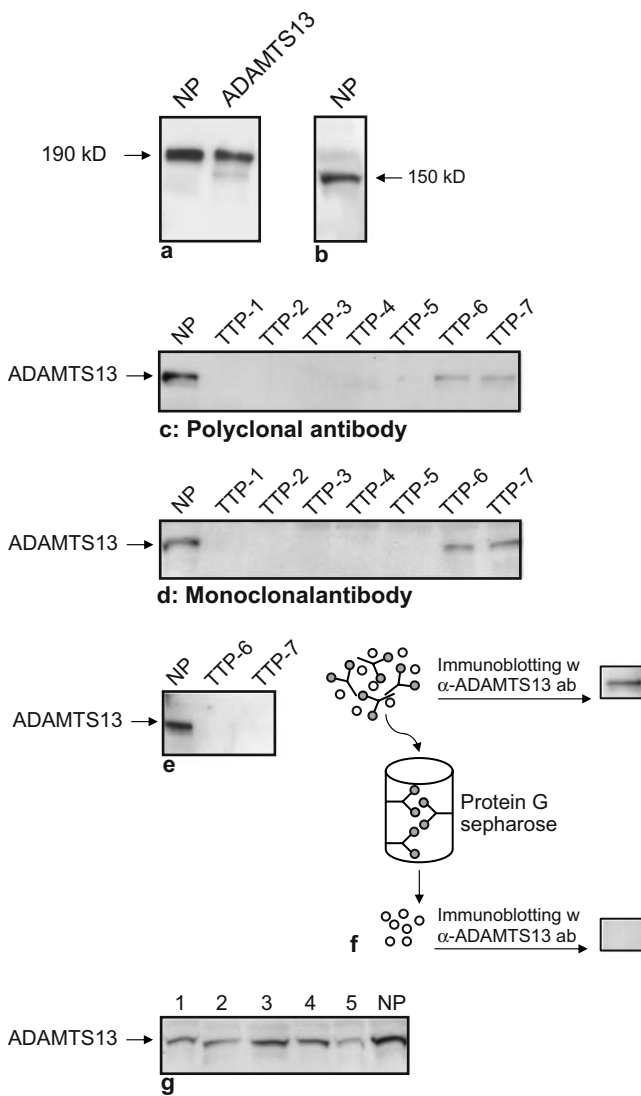 NP ADAMTS13
NP
190 kD
150 kD
a
b
NP TTP-1 TTP-2 TTP-3 TTP-4 TTP-5 TTP-6 TTP-7
ADAMTS13
c: Polyclonal antibody
NP TTP-1 TTP-2 TTP-3 TTP-4 TTP-5 TTP-6 TTP-7
ADAMTS13
d: Monoclonalantibody
NP TTP-6 TTP-7
ADAMTS13
e
Immunoblotting w
α-ADAMTS13 ab
Protein G
sepharose
f
Immunoblotting w
α-ADAMTS13 ab
1 2 3 4 5 NP
ADAMTS13
g